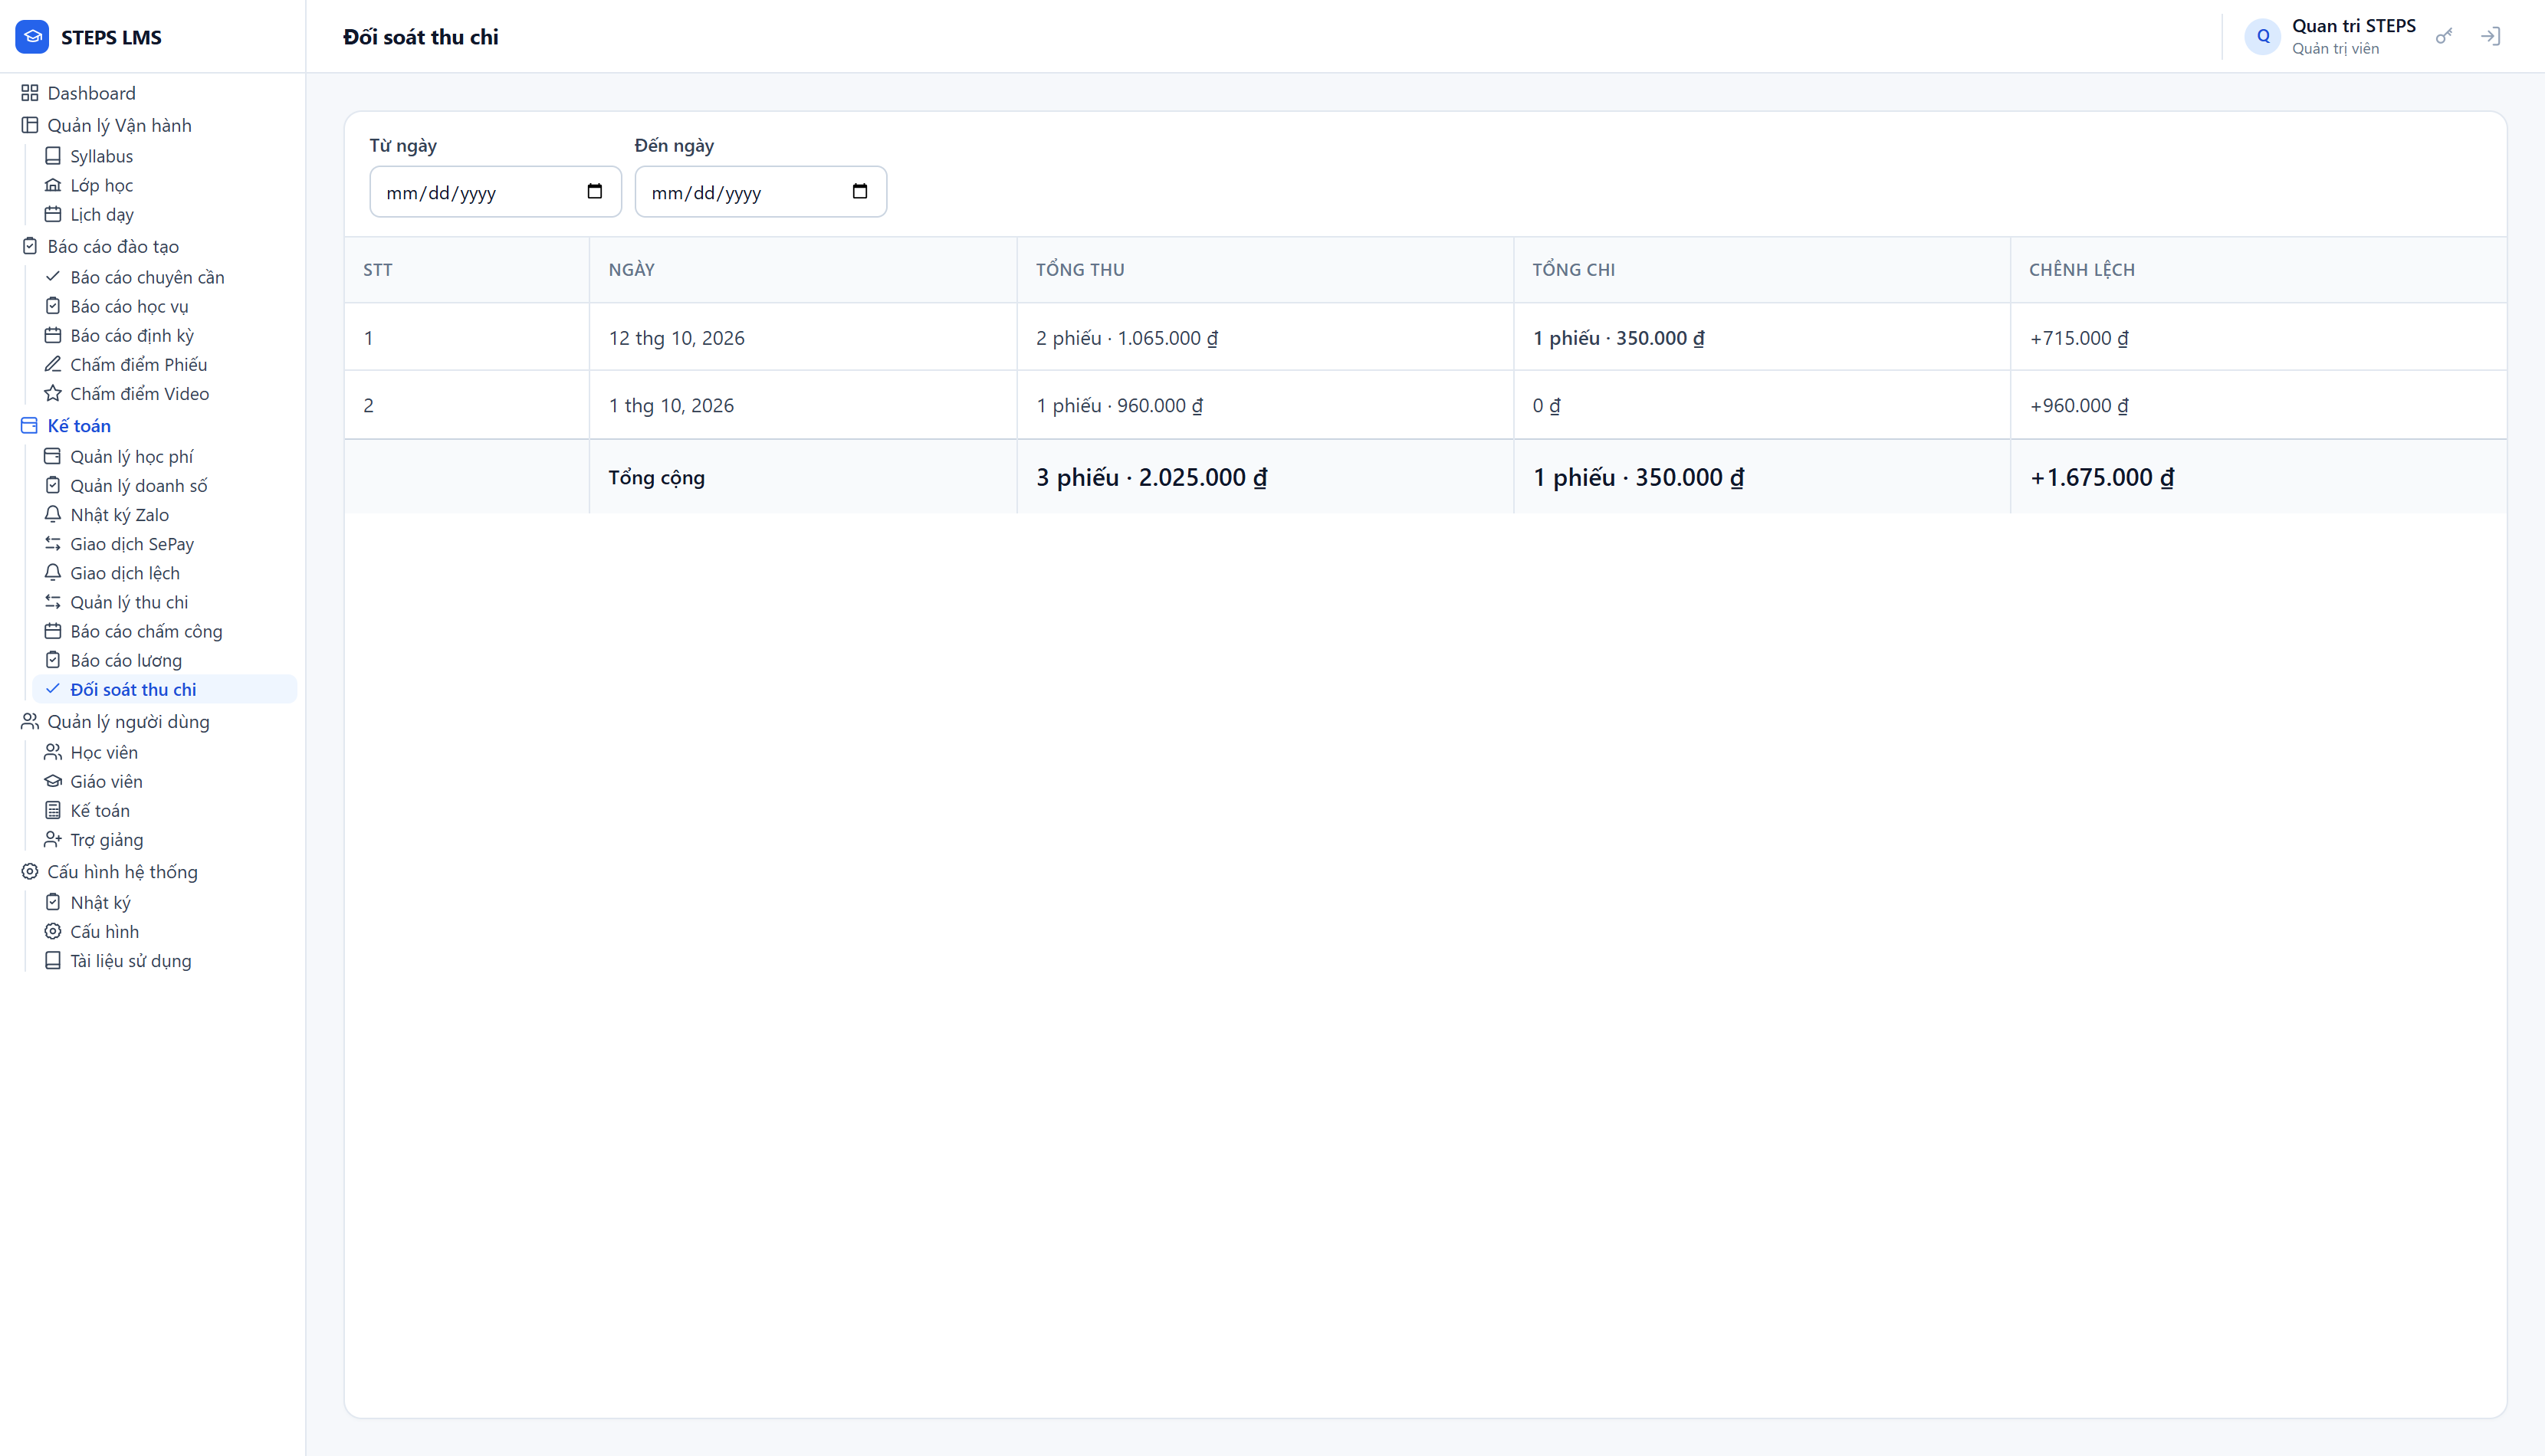 STEPS LMS
Đối soát thu chi
Q
Quan tri STEPS
Quản trị viên
Dashboard
Quản lý Vận hành
Syllabus
Lớp học
Lịch dạy
Báo cáo đào tạo
Báo cáo chuyên cần
Báo cáo học vụ
Báo cáo định kỳ
Chấm điểm Phiếu
Chấm điểm Video
Kế toán
Quản lý học phí
Quản lý doanh số
Nhật ký Zalo
Giao dịch SePay
Giao dịch lệch
Quản lý thu chi
Báo cáo chấm công
Báo cáo lương
Đối soát thu chi
Quản lý người dùng
Học viên
Giáo viên
Kế toán
Trợ giảng
Cấu hình hệ thống
Nhật ký
Cấu hình
Tài liệu sử dụng
Từ ngày Đến ngày
mm/dd/yyyy mm/dd/yyyy
STT NGÀY TỔNG THU TỔNG CHI CHÊNH LỆCH
1 12 thg 10, 2026 2 phiếu · 1.065.000 ₫ 1 phiếu · 350.000 ₫ +715.000 ₫
2 1 thg 10, 2026 1 phiếu · 960.000 ₫ 0 ₫ +960.000 ₫
Tổng cộng 3 phiếu · 2.025.000 ₫ 1 phiếu · 350.000 ₫ +1.675.000 ₫